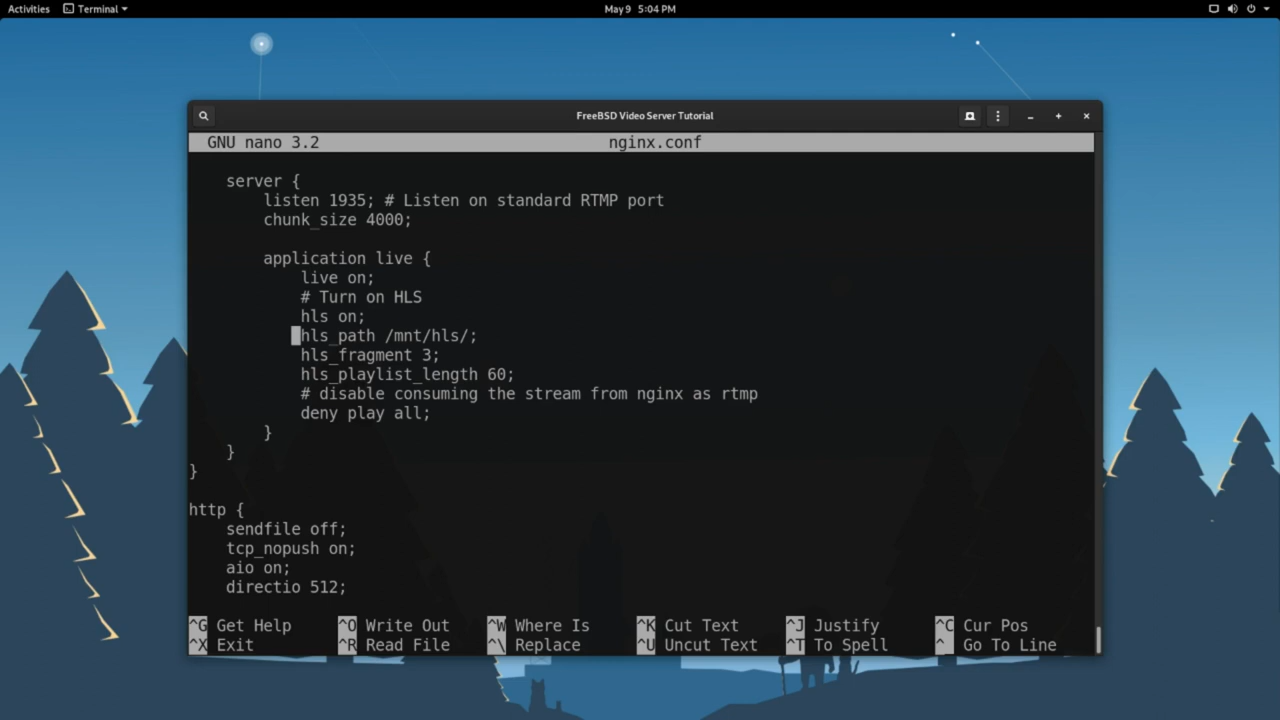 Activities Terminal May 9 5:04 PM
FreeBSD Video Server Tutorial
GNU nano 3.2 nginx.conf
server {
listen 1935; # Listen on standard RTMP port
chunk_size 4000;
application live {
live on;
# Turn on HLS
hls on;
hls_path /mnt/hls/;
hls_fragment 3;
hls_playlist_length 60;
# disable consuming the stream from nginx as rtmp
deny play all;
}
}
}
http {
sendfile off;
tcp_nopush on;
aio on;
directio 512;
^G Get Help ^O Write Out ^W Where Is ^K Cut Text ^J Justify ^C Cur Pos
^X Exit ^R Read File ^\ Replace ^U Uncut Text ^T To Spell ^_ Go To Line